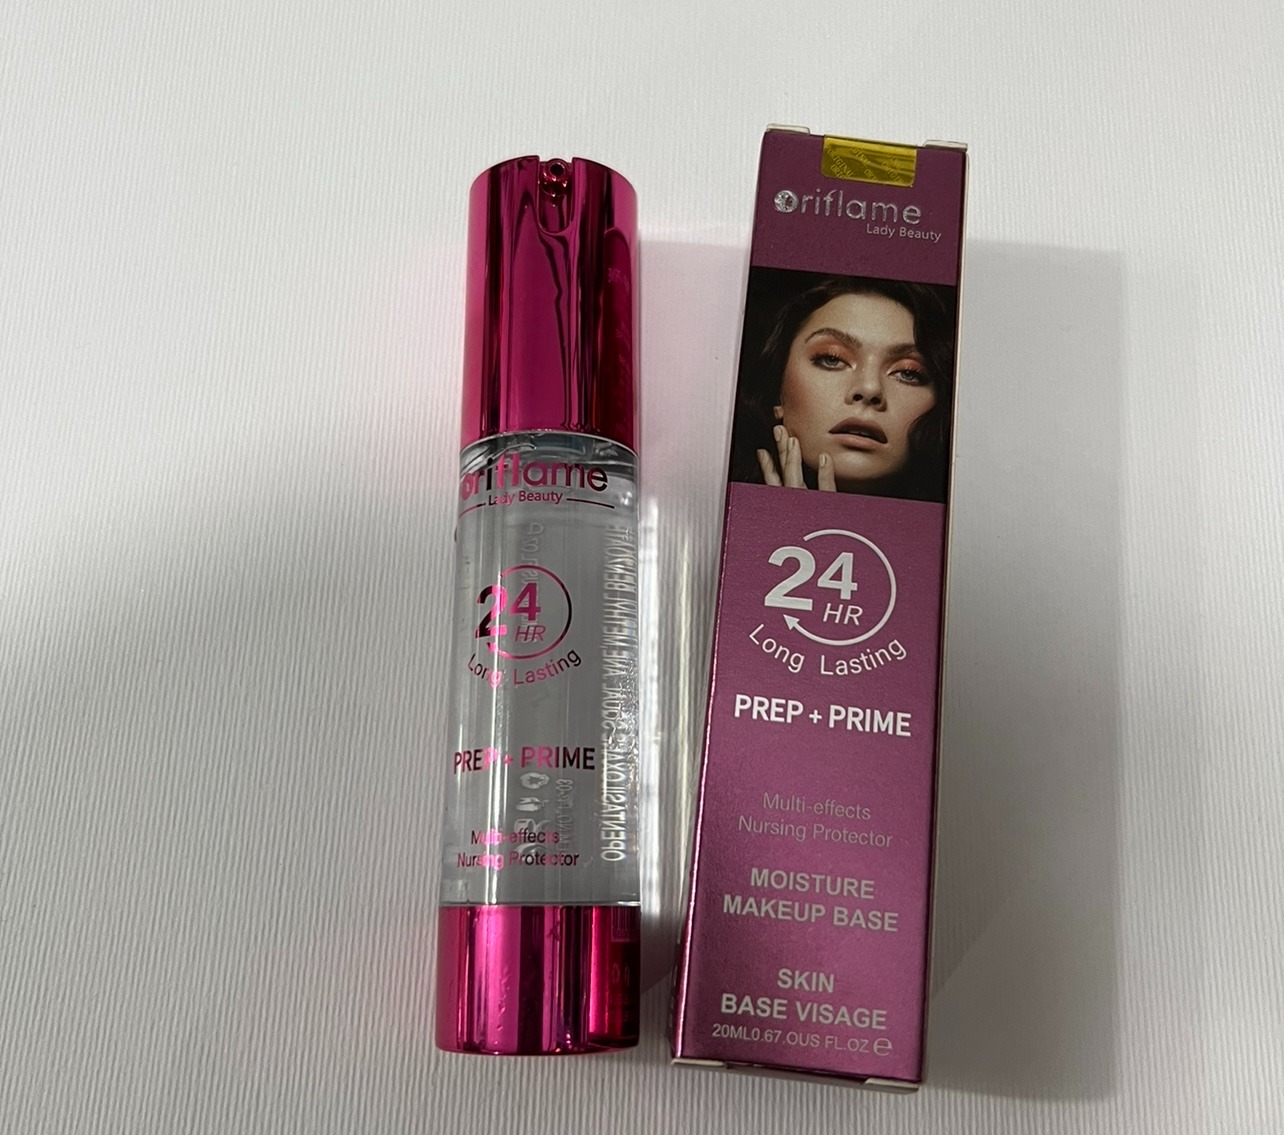 oriflame
Lady Beauty
24
HR
Long Lasting
PREP + PRIME
Multi-effects
Nursing Protector
Oriflame
Lady Beauty
24
HR
Long Lasting
PREP + PRIME
Multi-effects
Nursing Protector
MOISTURE
MAKEUP BASE
SKIN
BASE VISAGE
20ML0.67.OUS FL.OZ e